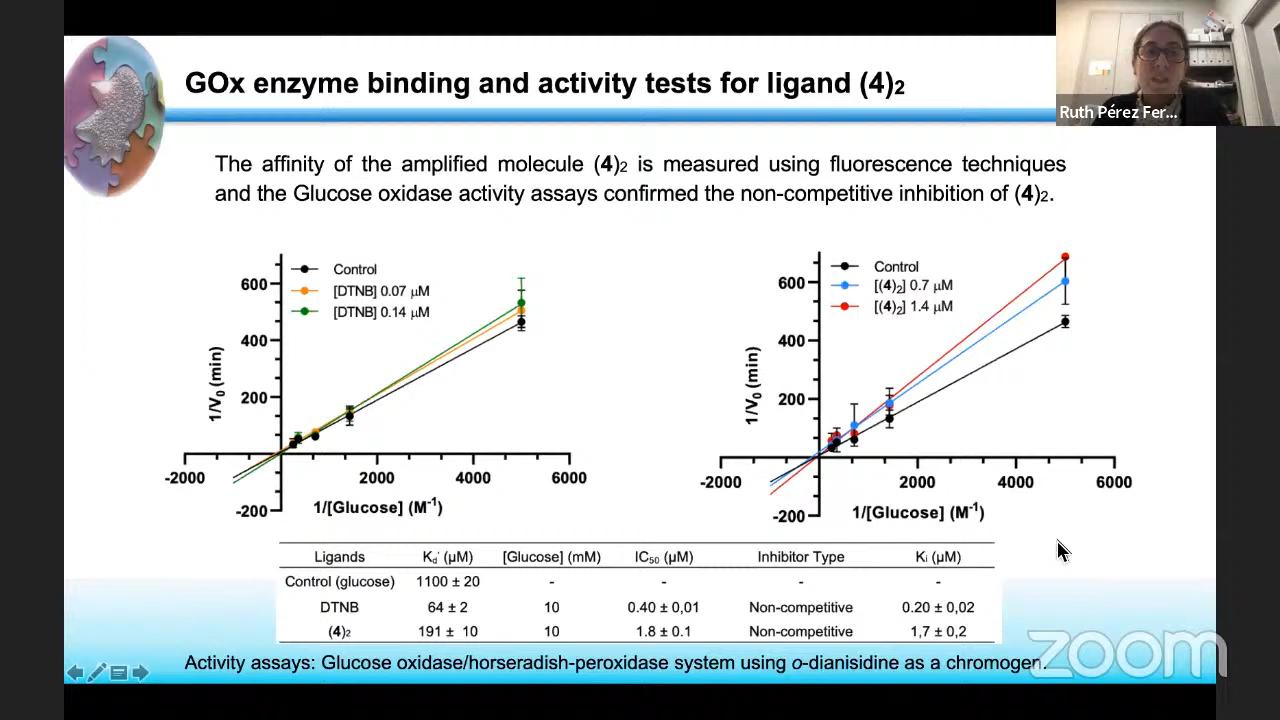 GOx enzyme binding and activity tests for ligand (4)₂
Ruth Pérez Fer...
The affinity of the amplified molecule (4)₂ is measured using fluorescence techniques
and the Glucose oxidase activity assays confirmed the non-competitive inhibition of (4)₂.
Control
[DTNB] 0.07 µM
[DTNB] 0.14 µM
600
400
200
-200
-2000
2000
4000
6000
1/V₀ (min)
1/[Glucose] (M⁻¹)
Control
[(4)₂] 0.7 µM
[(4)₂] 1.4 µM
600
400
200
-200
-2000
2000
4000
6000
1/V₀ (min)
1/[Glucose] (M⁻¹)
Ligands K_d' (µM) [Glucose] (mM) IC₅₀ (µM) Inhibitor Type Kᵢ (µM)
Control (glucose) 1100 ± 20 - - - -
DTNB 64 ± 2 10 0.40 ± 0,01 Non-competitive 0.20 ± 0,02
(4)₂ 191 ± 10 10 1.8 ± 0.1 Non-competitive 1,7 ± 0,2
Activity assays: Glucose oxidase/horseradish-peroxidase system using o-dianisidine as a chromogen.
zoom